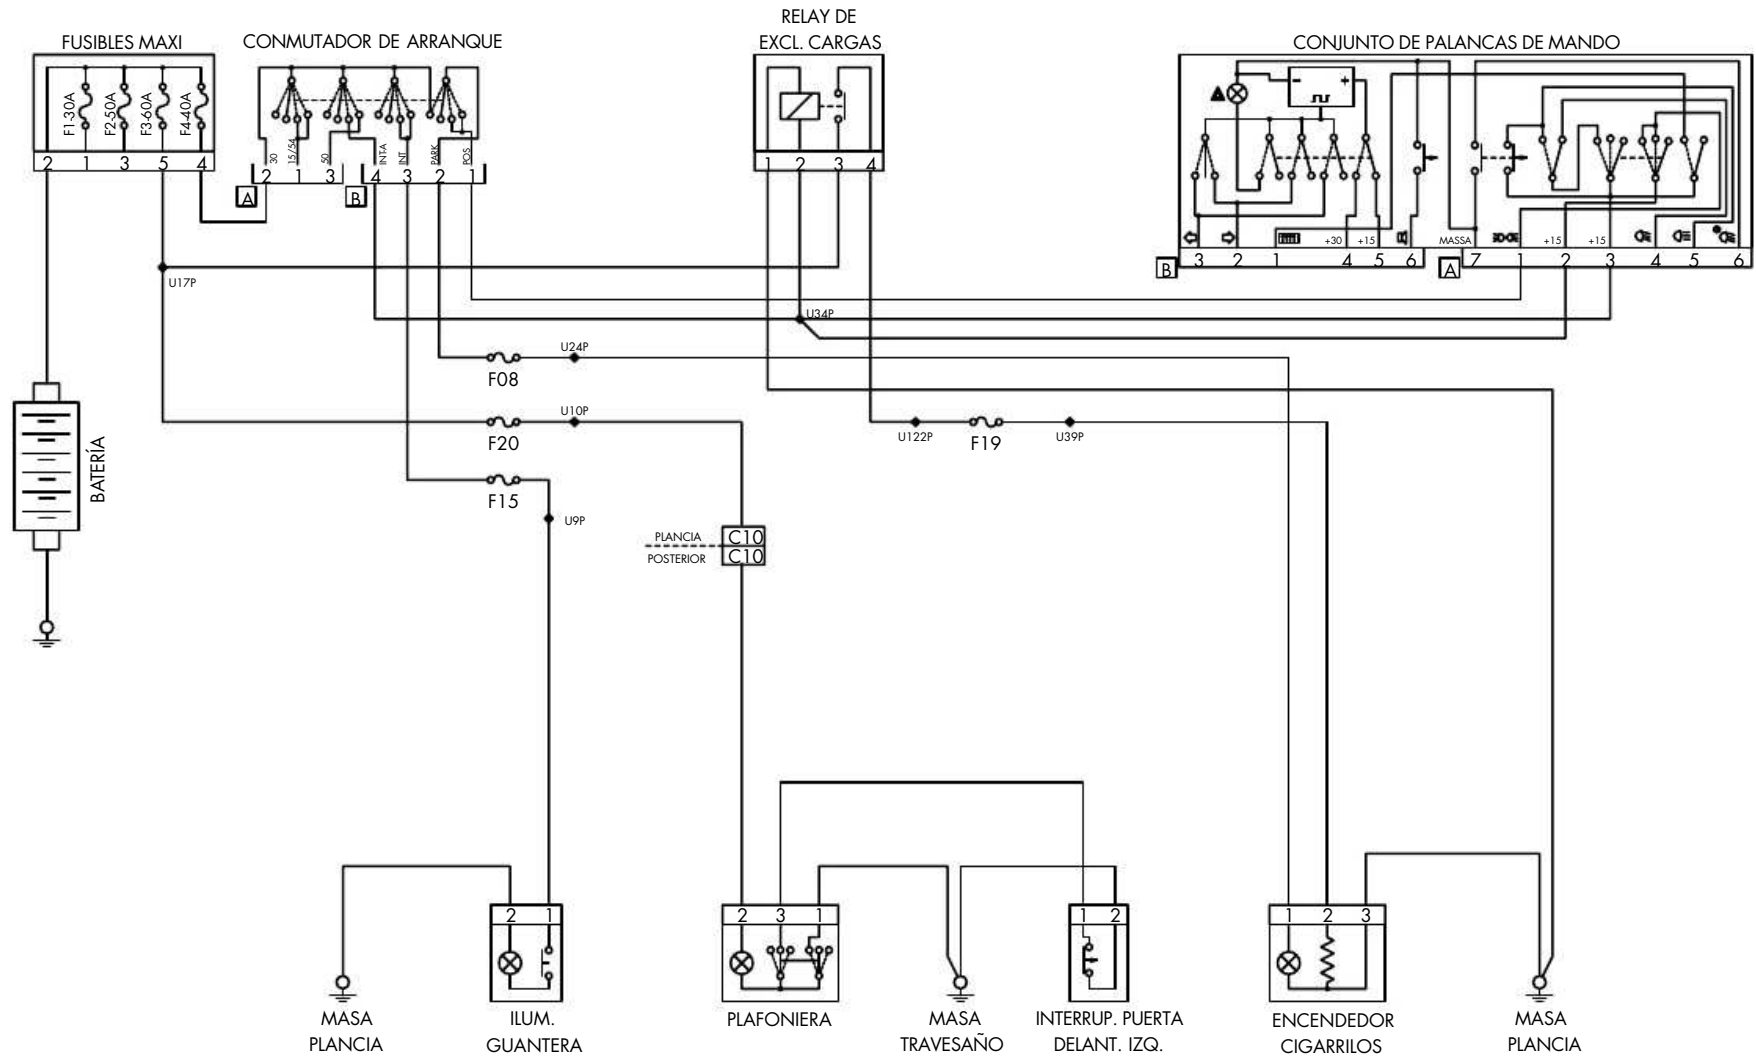 RELAY DE
EXCL. CARGAS
FUSIBLES MAXI
CONMUTADOR DE ARRANQUE
CONJUNTO DE PALANCAS DE MANDO
F1-30A
F2-50A
F3-60A
F4-40A
30
15/54
50
INT-A
INT
PARK
POS
- +
2 1 3 5 4
A
2 1 3
B
4 3 2 1
1 2 3 4
+30 +15
MASSA
+15 +15
B
3 2 1 4 5 6
A
7 1 2 3 4 5 6
U17P
U34P
U24P
F08
U10P
F20
U122P
F19
U39P
F15
U9P
BATERÍA
PLANCIA
POSTERIOR
C10
C10
2 1
2 3 1
1 2
1 2 3
MASA
PLANCIA
ILUM.
GUANTERA
PLAFONIERA
MASA
TRAVESAÑO
INTERRUP. PUERTA
DELANT. IZQ.
ENCENDEDOR
CIGARRILOS
MASA
PLANCIA